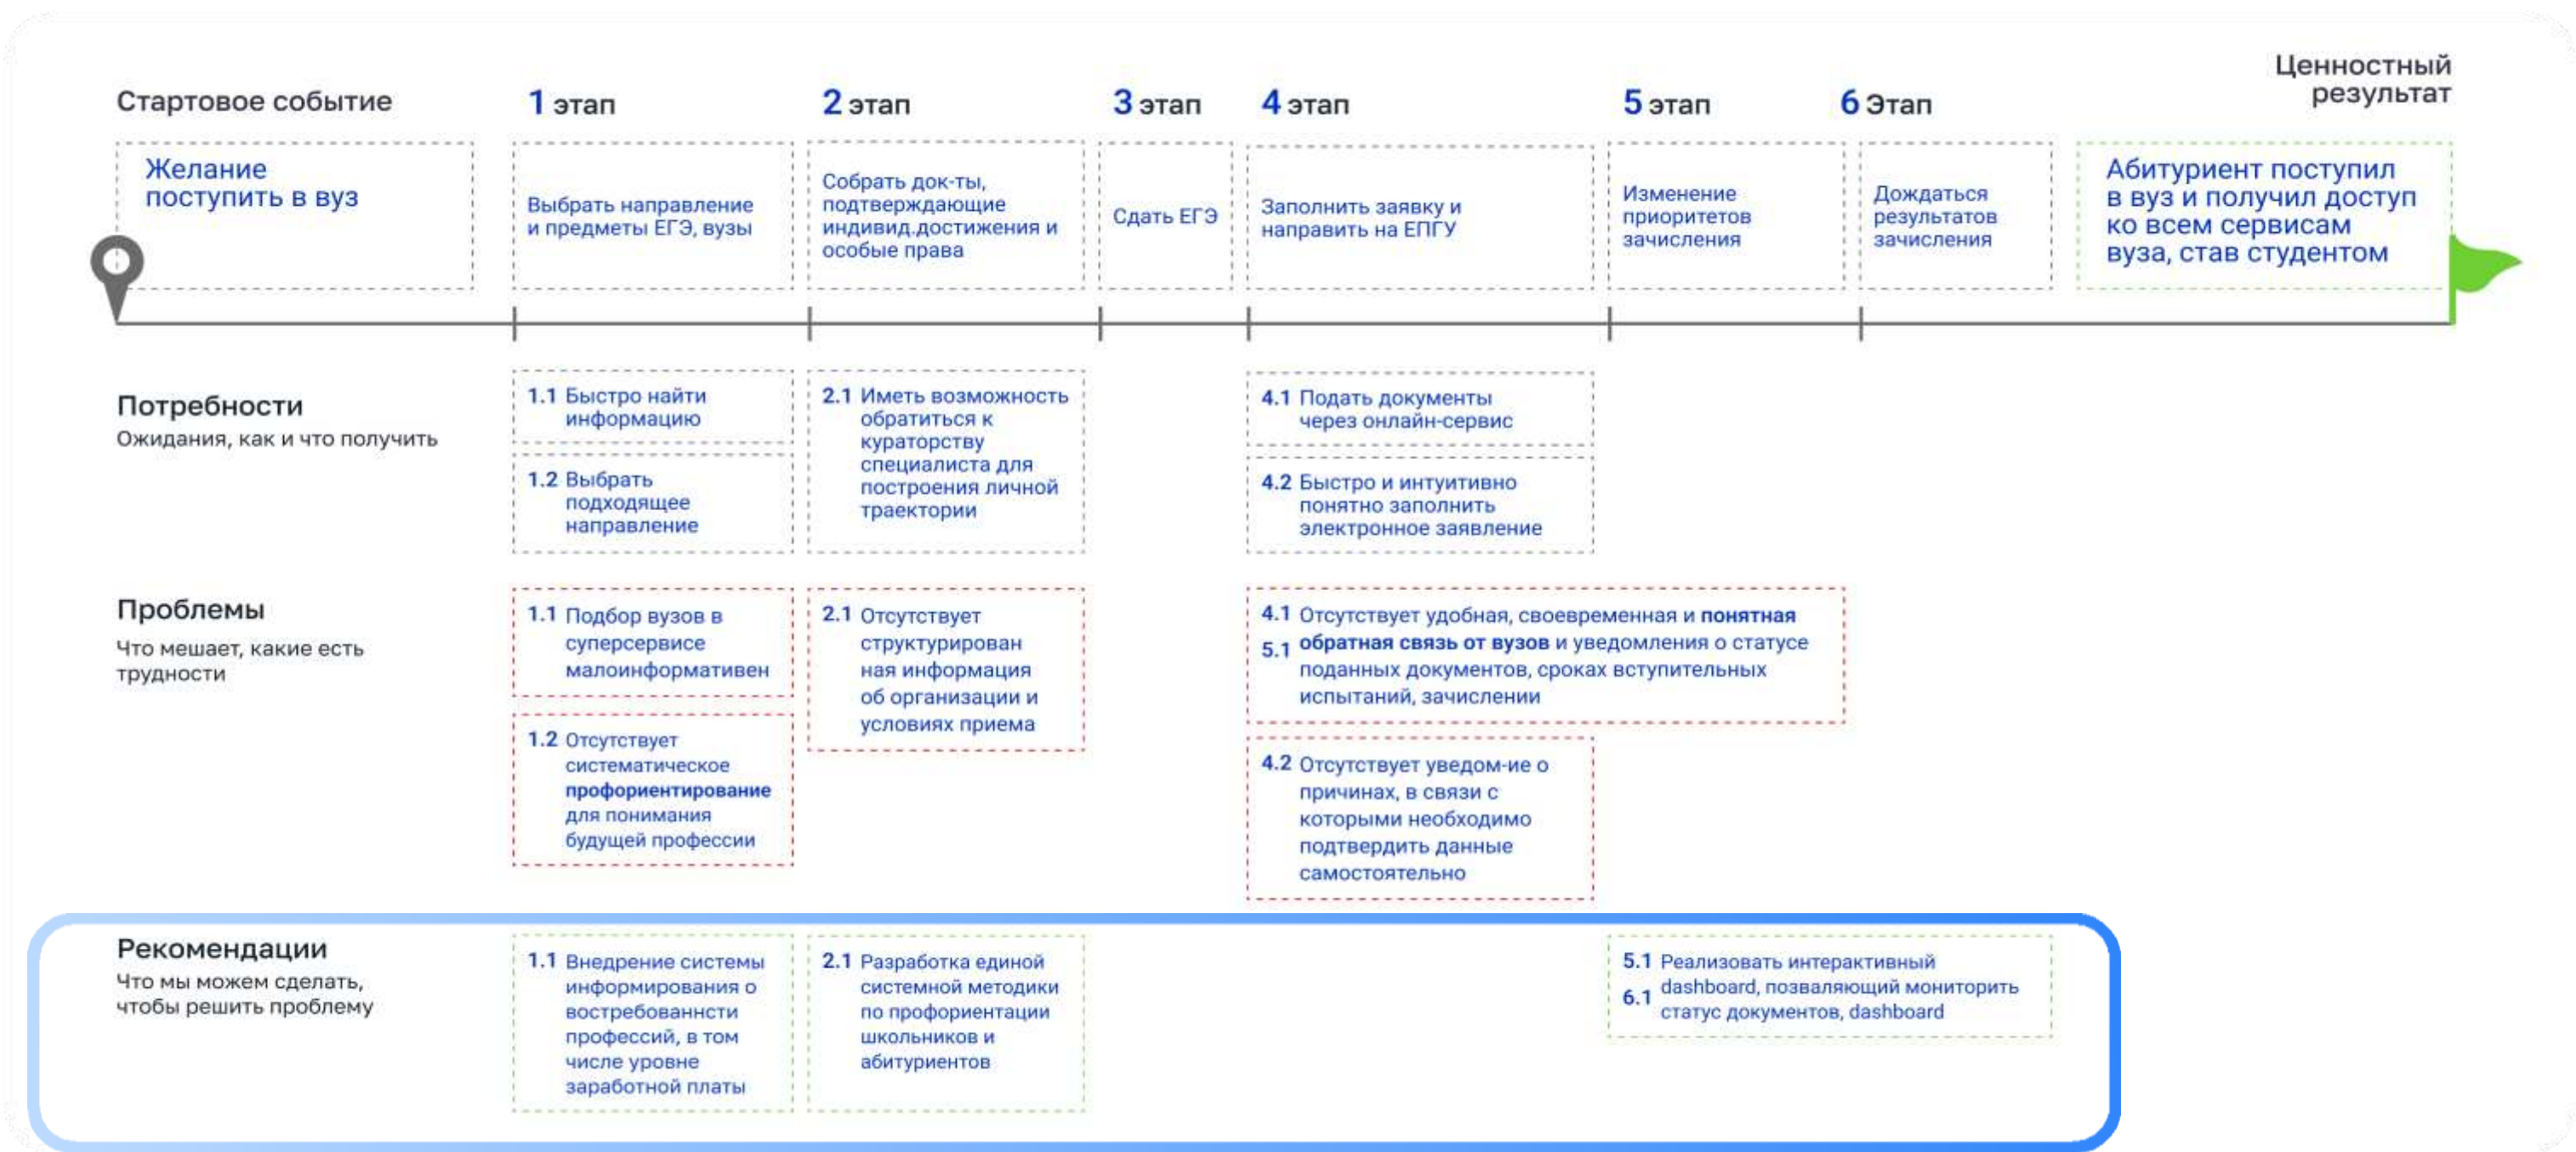 Стартовое событие
1 этап
2 этап
3 этап
4 этап
5 этап
6 Этап
Ценностный
результат
Желание
поступить в вуз
Выбрать направление
и предметы ЕГЭ, вузы
Собрать док-ты,
подтверждающие
индивид.достижения и
особые права
Сдать ЕГЭ
Заполнить заявку и
направить на ЕПГУ
Изменение
приоритетов
зачисления
Дождаться
результатов
зачисления
Абитуриент поступил
в вуз и получил доступ
ко всем сервисам
вуза, став студентом
Потребности
Ожидания, как и что получить
1.1 Быстро найти
информацию
1.2 Выбрать
подходящее
направление
2.1 Иметь возможность
обратиться к
кураторству
специалиста для
построения личной
траектории
4.1 Подать документы
через онлайн-сервис
4.2 Быстро и интуитивно
понятно заполнить
электронное заявление
Проблемы
Что мешает, какие есть
трудности
1.1 Подбор вузов в
суперсервисе
малоинформативен
1.2 Отсутствует
систематическое
профориентирование
для понимания
будущей профессии
2.1 Отсутствует
структурирован
ная информация
об организации и
условиях приема
4.1 Отсутствует удобная, своевременная и понятная
5.1 обратная связь от вузов и уведомления о статусе
поданных документов, сроках вступительных
испытаний, зачислении
4.2 Отсутствует уведом-ие о
причинах, в связи с
которыми необходимо
подтвердить данные
самостоятельно
Рекомендации
Что мы можем сделать,
чтобы решить проблему
1.1 Внедрение системы
информирования о
востребованнсти
профессий, в том
числе уровне
заработной платы
2.1 Разработка единой
системной методики
по профориентации
школьников и
абитуриентов
5.1 Реализовать интерактивный
6.1 dashboard, позваляющий мониторить
статус документов, dashboard